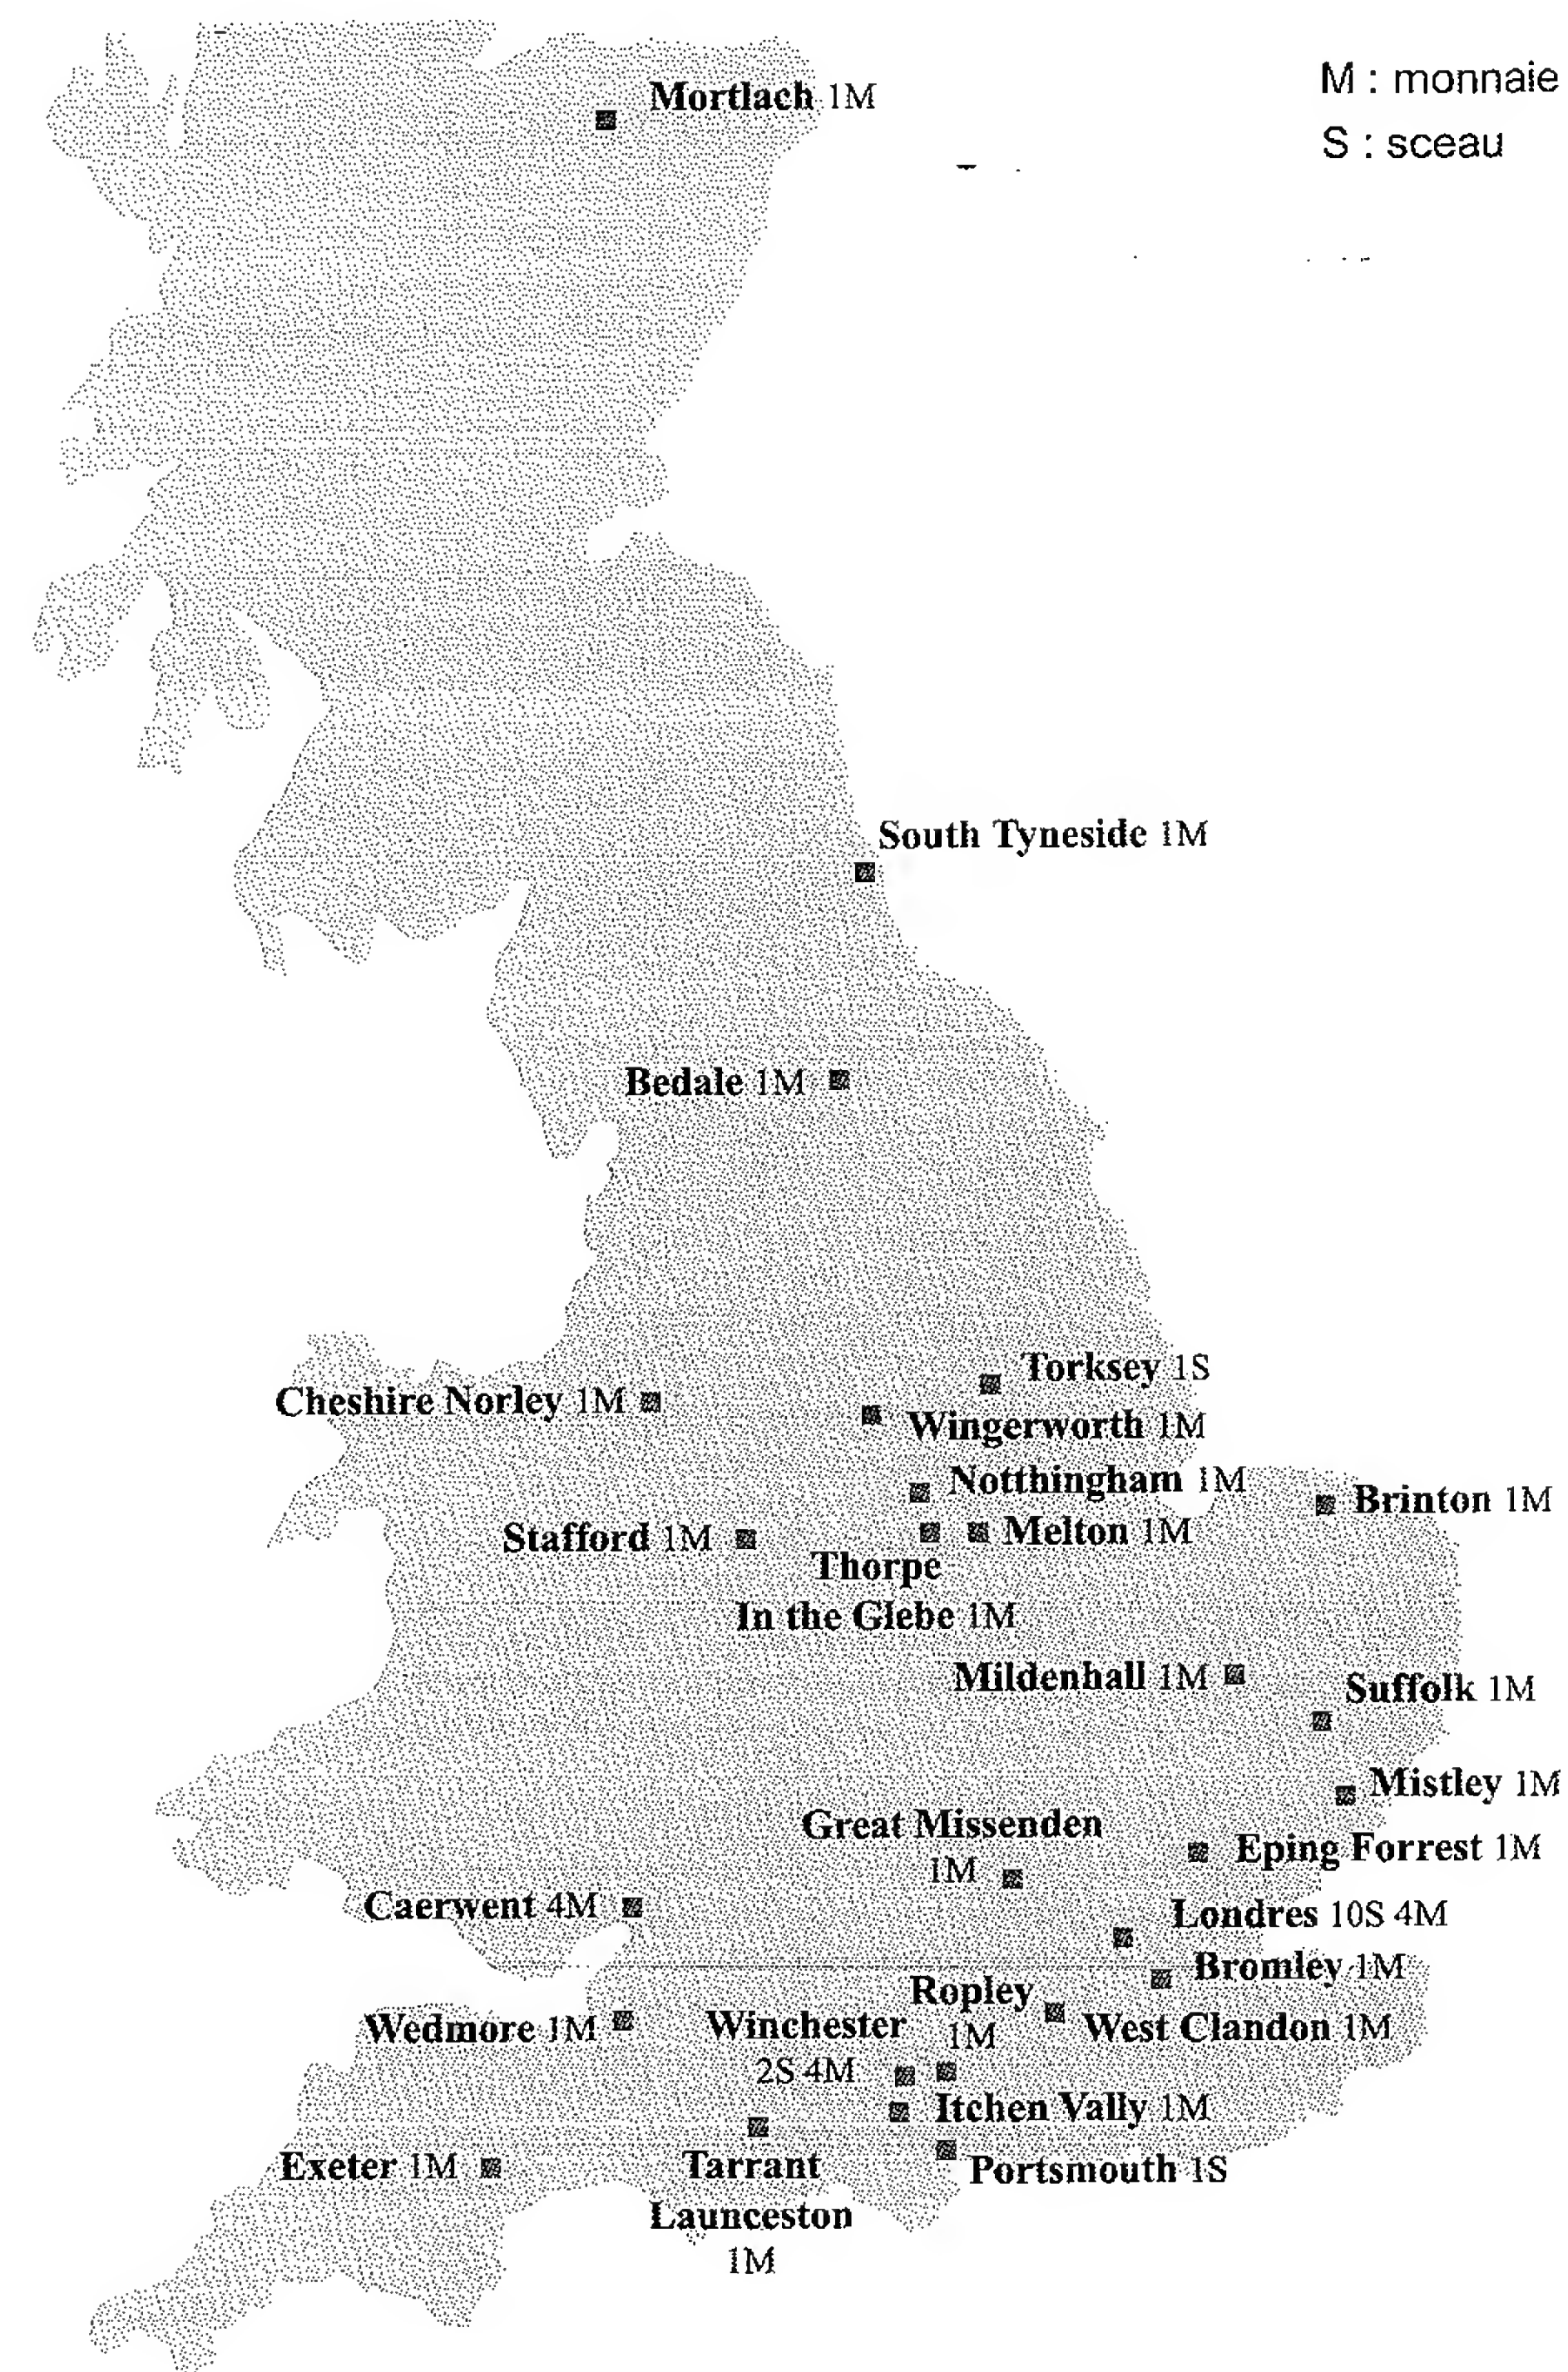 M : monnaie
S : sceau
Mortlach 1M
South Tyneside 1M
Bedale 1M
Torksey 1S
Cheshire Norley 1M
Wingerworth 1M
Notthingham 1M
Brinton 1M
Stafford 1M
Melton 1M
Thorpe
In the Glebe 1M
Mildenhall 1M
Suffolk 1M
Mistley 1M
Great Missenden
1M
Eping Forrest 1M
Caerwent 4M
Londres 10S 4M
Bromley 1M
Ropley
1M
Wedmore 1M
Winchester
2S 4M
West Clandon 1M
Itchen Vally 1M
Exeter 1M
Tarrant
Launceston
1M
Portsmouth 1S